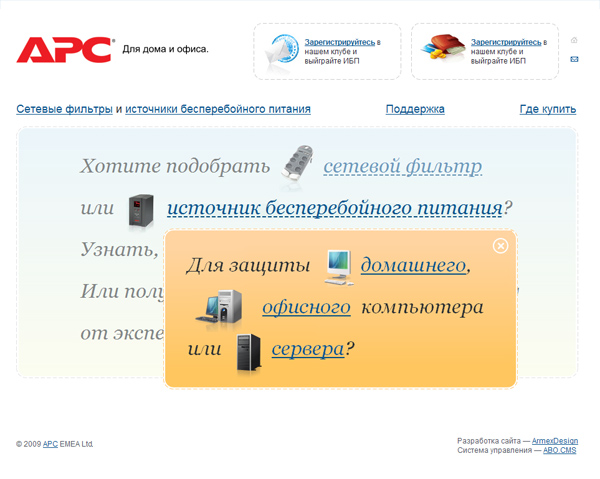 APC® Для дома и офиса.
Зарегистрируйтесь в
нашем клубе и
выйграйте ИБП
Зарегистрируйтесь в
нашем клубе и
выйграйте ИБП
Сетевые фильтры и источники бесперебойного питания
Поддержка
Где купить
Хотите подобрать сетевой фильтр
или источник бесперебойного питания?
Узнать,
Или полу
от экспе
Для защиты домашнего,
офисного компьютера
или сервера?
© 2009 APC EMEA Ltd.
Разработка сайта — ArmexDesign
Система управления — ABO CMS